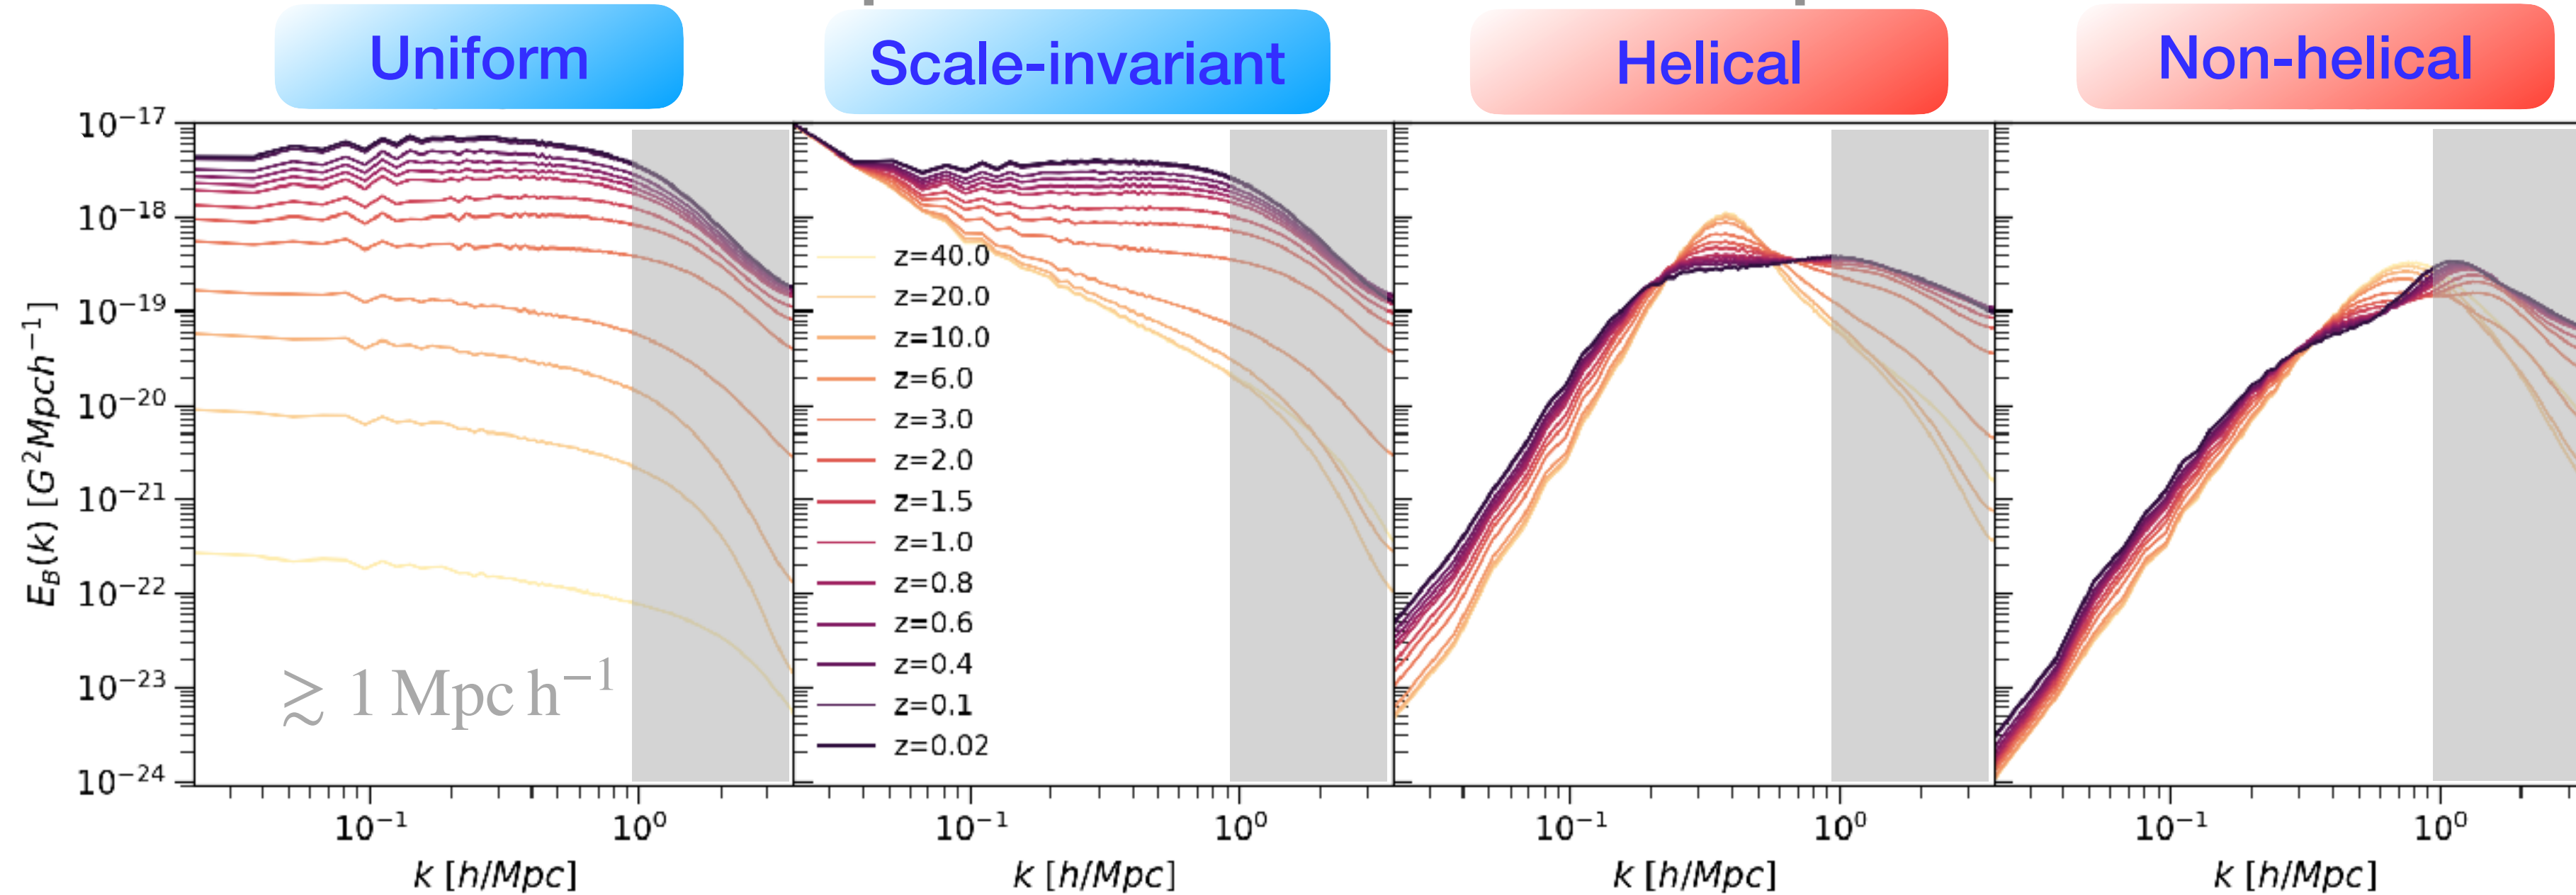 Uniform
Scale-invariant
Helical
Non-helical
E_B(k) [G^2Mpch^{-1}]
10^{-17}
10^{-18}
10^{-19}
10^{-20}
10^{-21}
10^{-22}
10^{-23}
10^{-24}
≳ 1 Mpc h^{-1}
z=40.0
z=20.0
z=10.0
z=6.0
z=3.0
z=2.0
z=1.5
z=1.0
z=0.8
z=0.6
z=0.4
z=0.1
z=0.02
10^{-1} 10^0 10^{-1} 10^0 10^{-1} 10^0 10^{-1} 10^0
k [h/Mpc] k [h/Mpc] k [h/Mpc] k [h/Mpc]